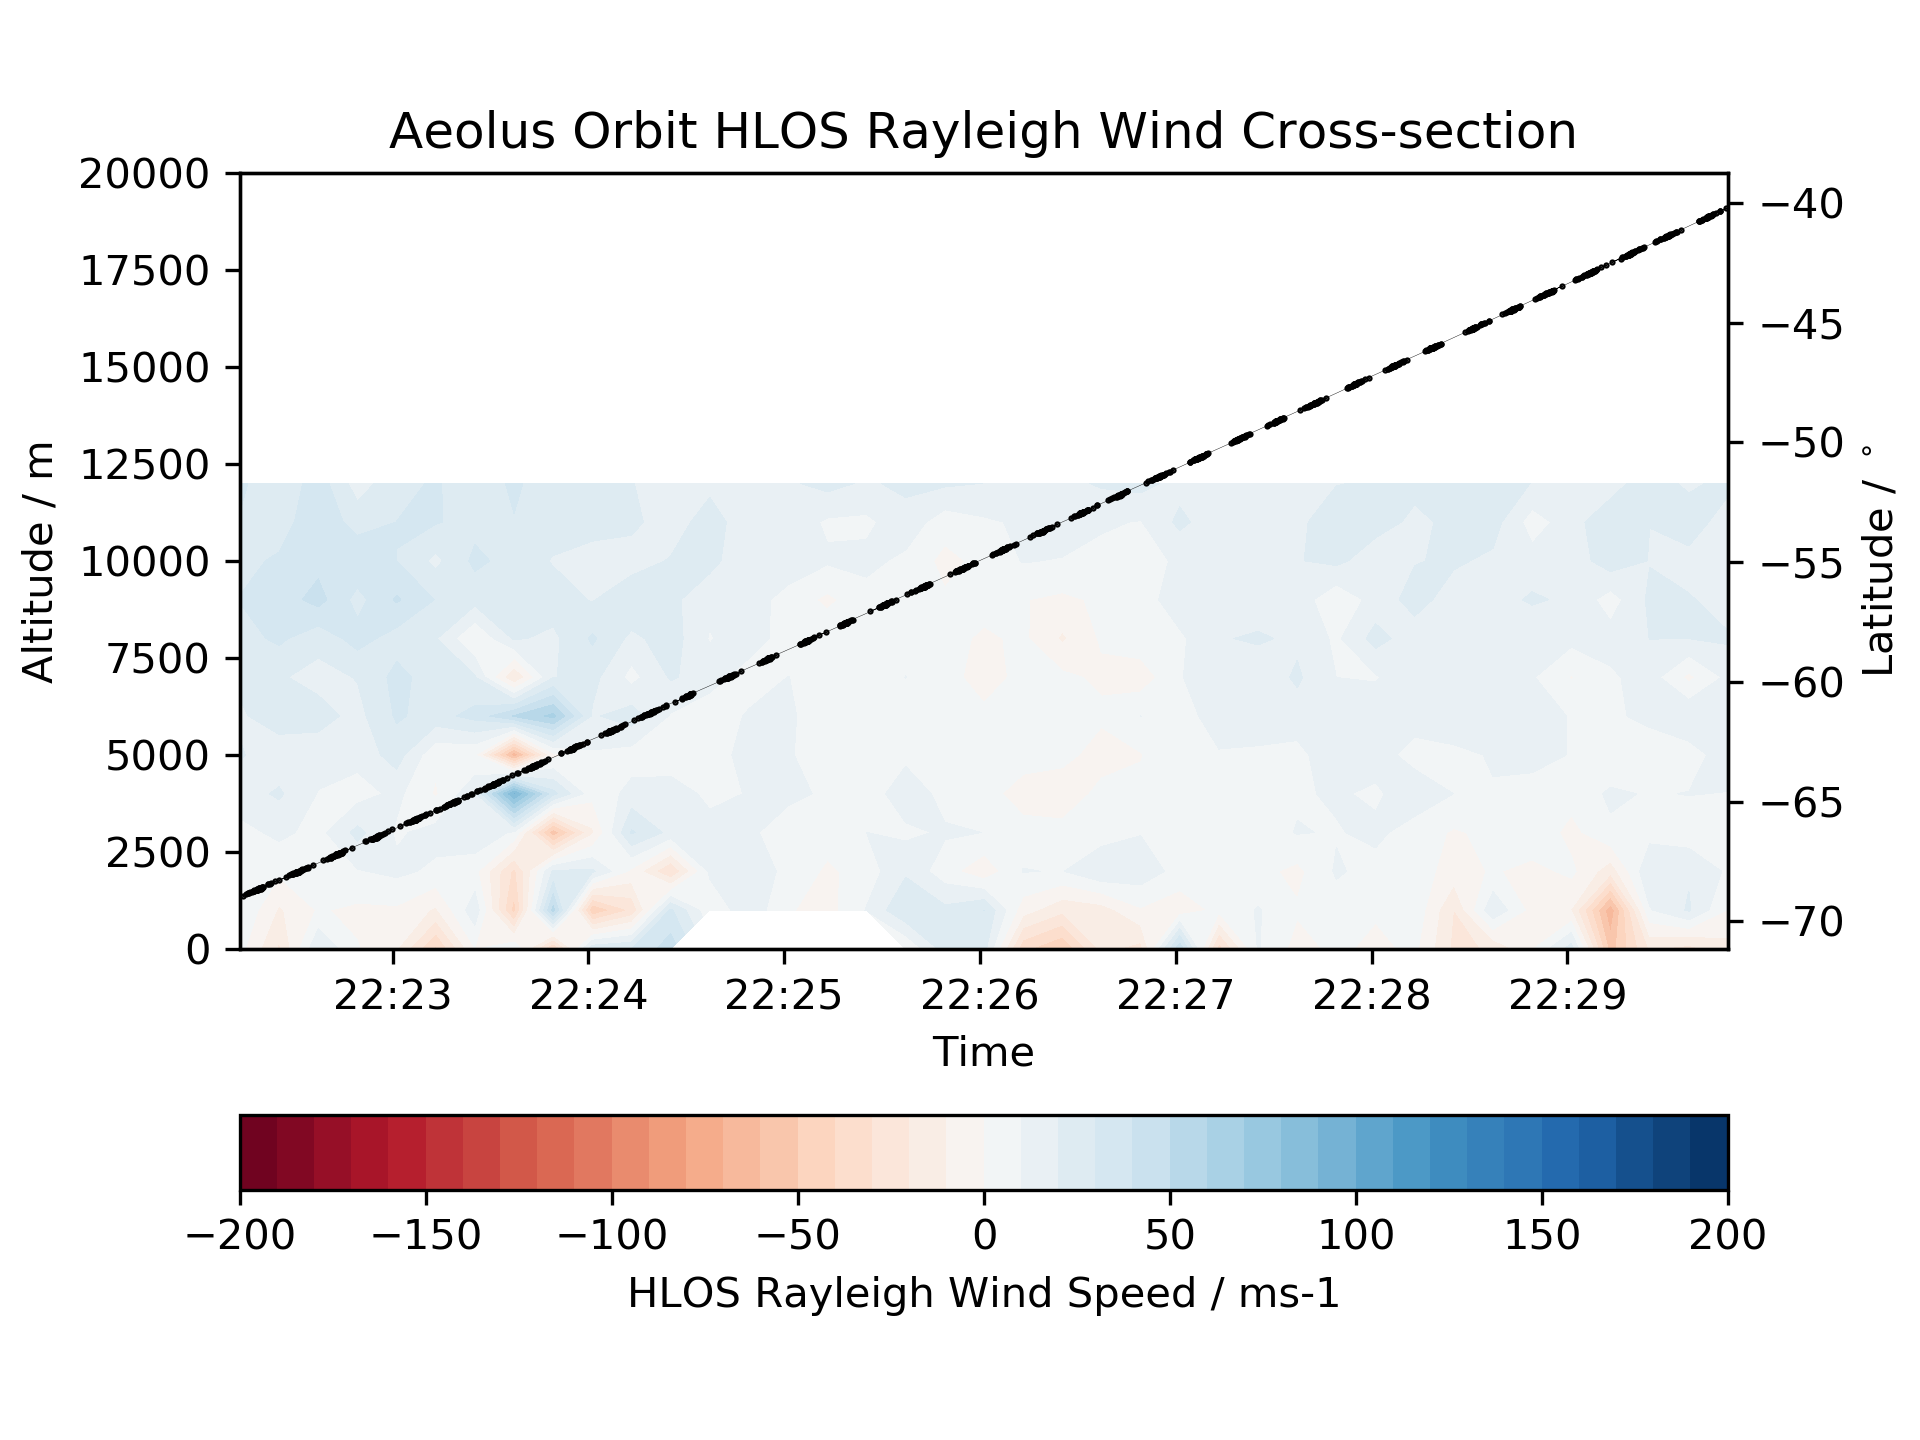 Aeolus Orbit HLOS Rayleigh Wind Cross-section
20000
17500
15000
12500
10000
7500
5000
2500
0
Altitude / m
−40
−45
−50
−55
−60
−65
−70
Latitude / °
22:23 22:24 22:25 22:26 22:27 22:28 22:29
Time
−200 −150 −100 −50 0 50 100 150 200
HLOS Rayleigh Wind Speed / ms-1